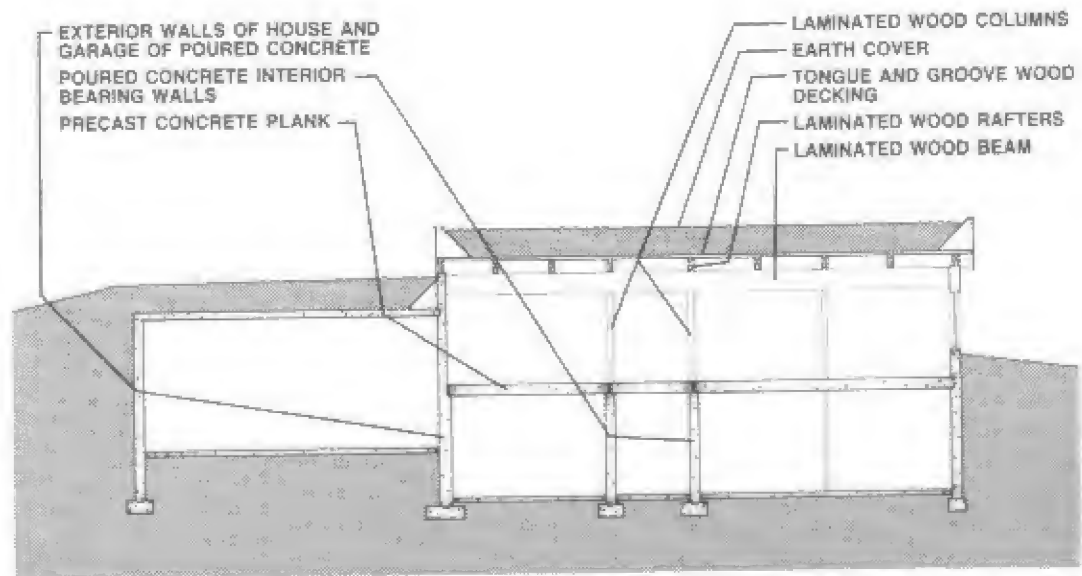 EXTERIOR WALLS OF HOUSE AND
GARAGE OF POURED CONCRETE
POURED CONCRETE INTERIOR
BEARING WALLS
PRECAST CONCRETE PLANK
LAMINATED WOOD COLUMNS
EARTH COVER
TONGUE AND GROOVE WOOD
DECKING
LAMINATED WOOD RAFTERS
LAMINATED WOOD BEAM